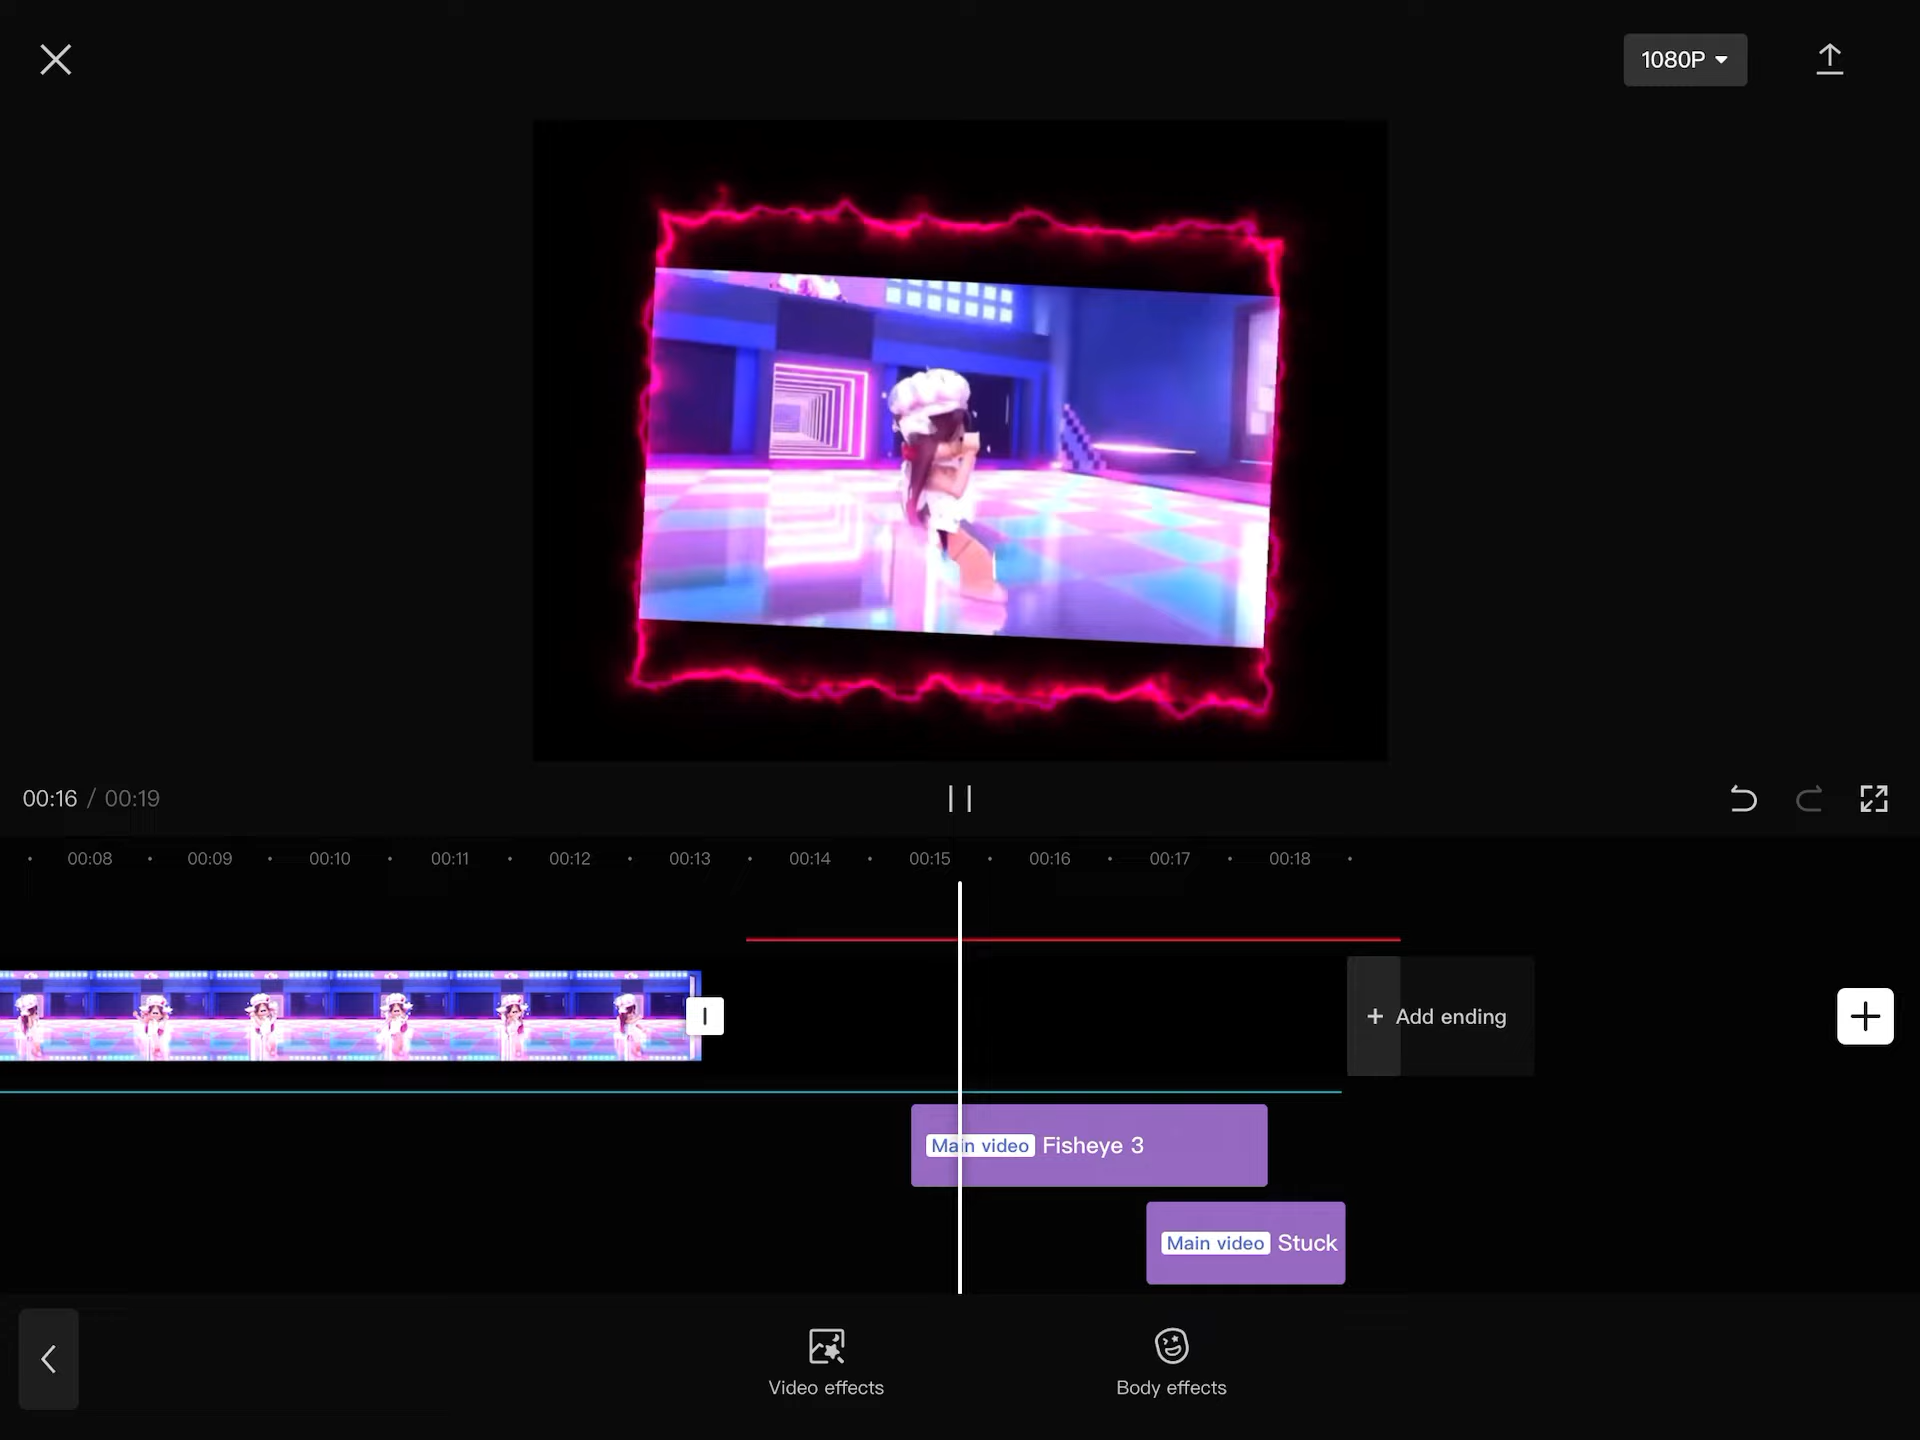 1080P
00:16 / 00:19
00:08 00:09 00:10 00:11 00:12 00:13 00:14 00:15 00:16 00:17 00:18
+ Add ending
Main video Fisheye 3
Main video Stuck
Video effects
Body effects